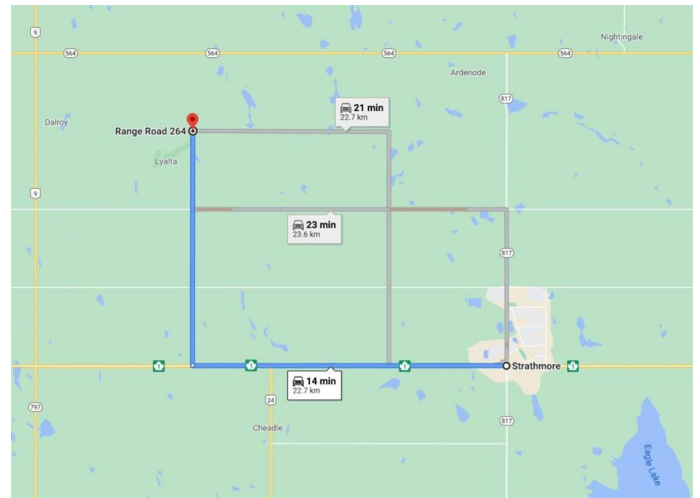 9
Nightingale
564
564
564
564
Ardenode
817
21 min
22.7 km
Dalroy
Range Road 264
Lyalta
9
23 min
23.6 km
817
1
1
1
Strathmore
1
14 min
22.7 km
24
797
Cheadle
817
Eagle Lake